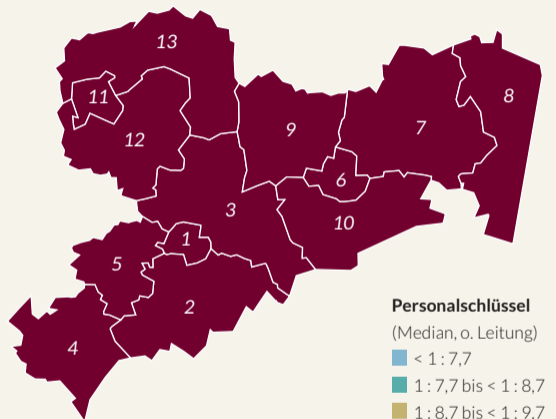 13
11
12
9
7
8
6
3
10
1
5
2
4
Personalschlüssel
(Median, o. Leitung)
< 1 : 7,7
1 : 7,7 bis < 1 : 8,7
1 : 8,7 bis < 1 : 9,7